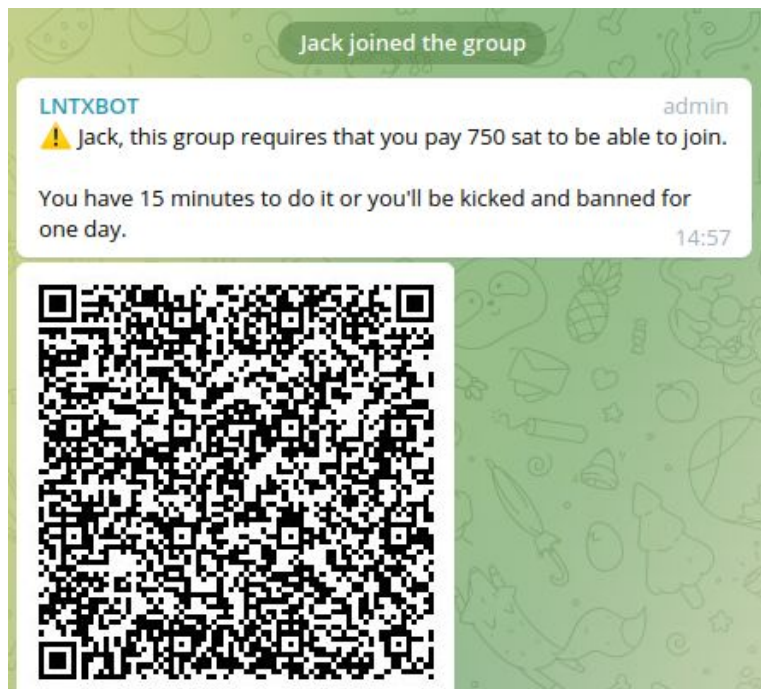 Jack joined the group
LNTXBOT admin
⚠️ Jack, this group requires that you pay 750 sat to be able to join.
You have 15 minutes to do it or you'll be kicked and banned for
one day.
14:57